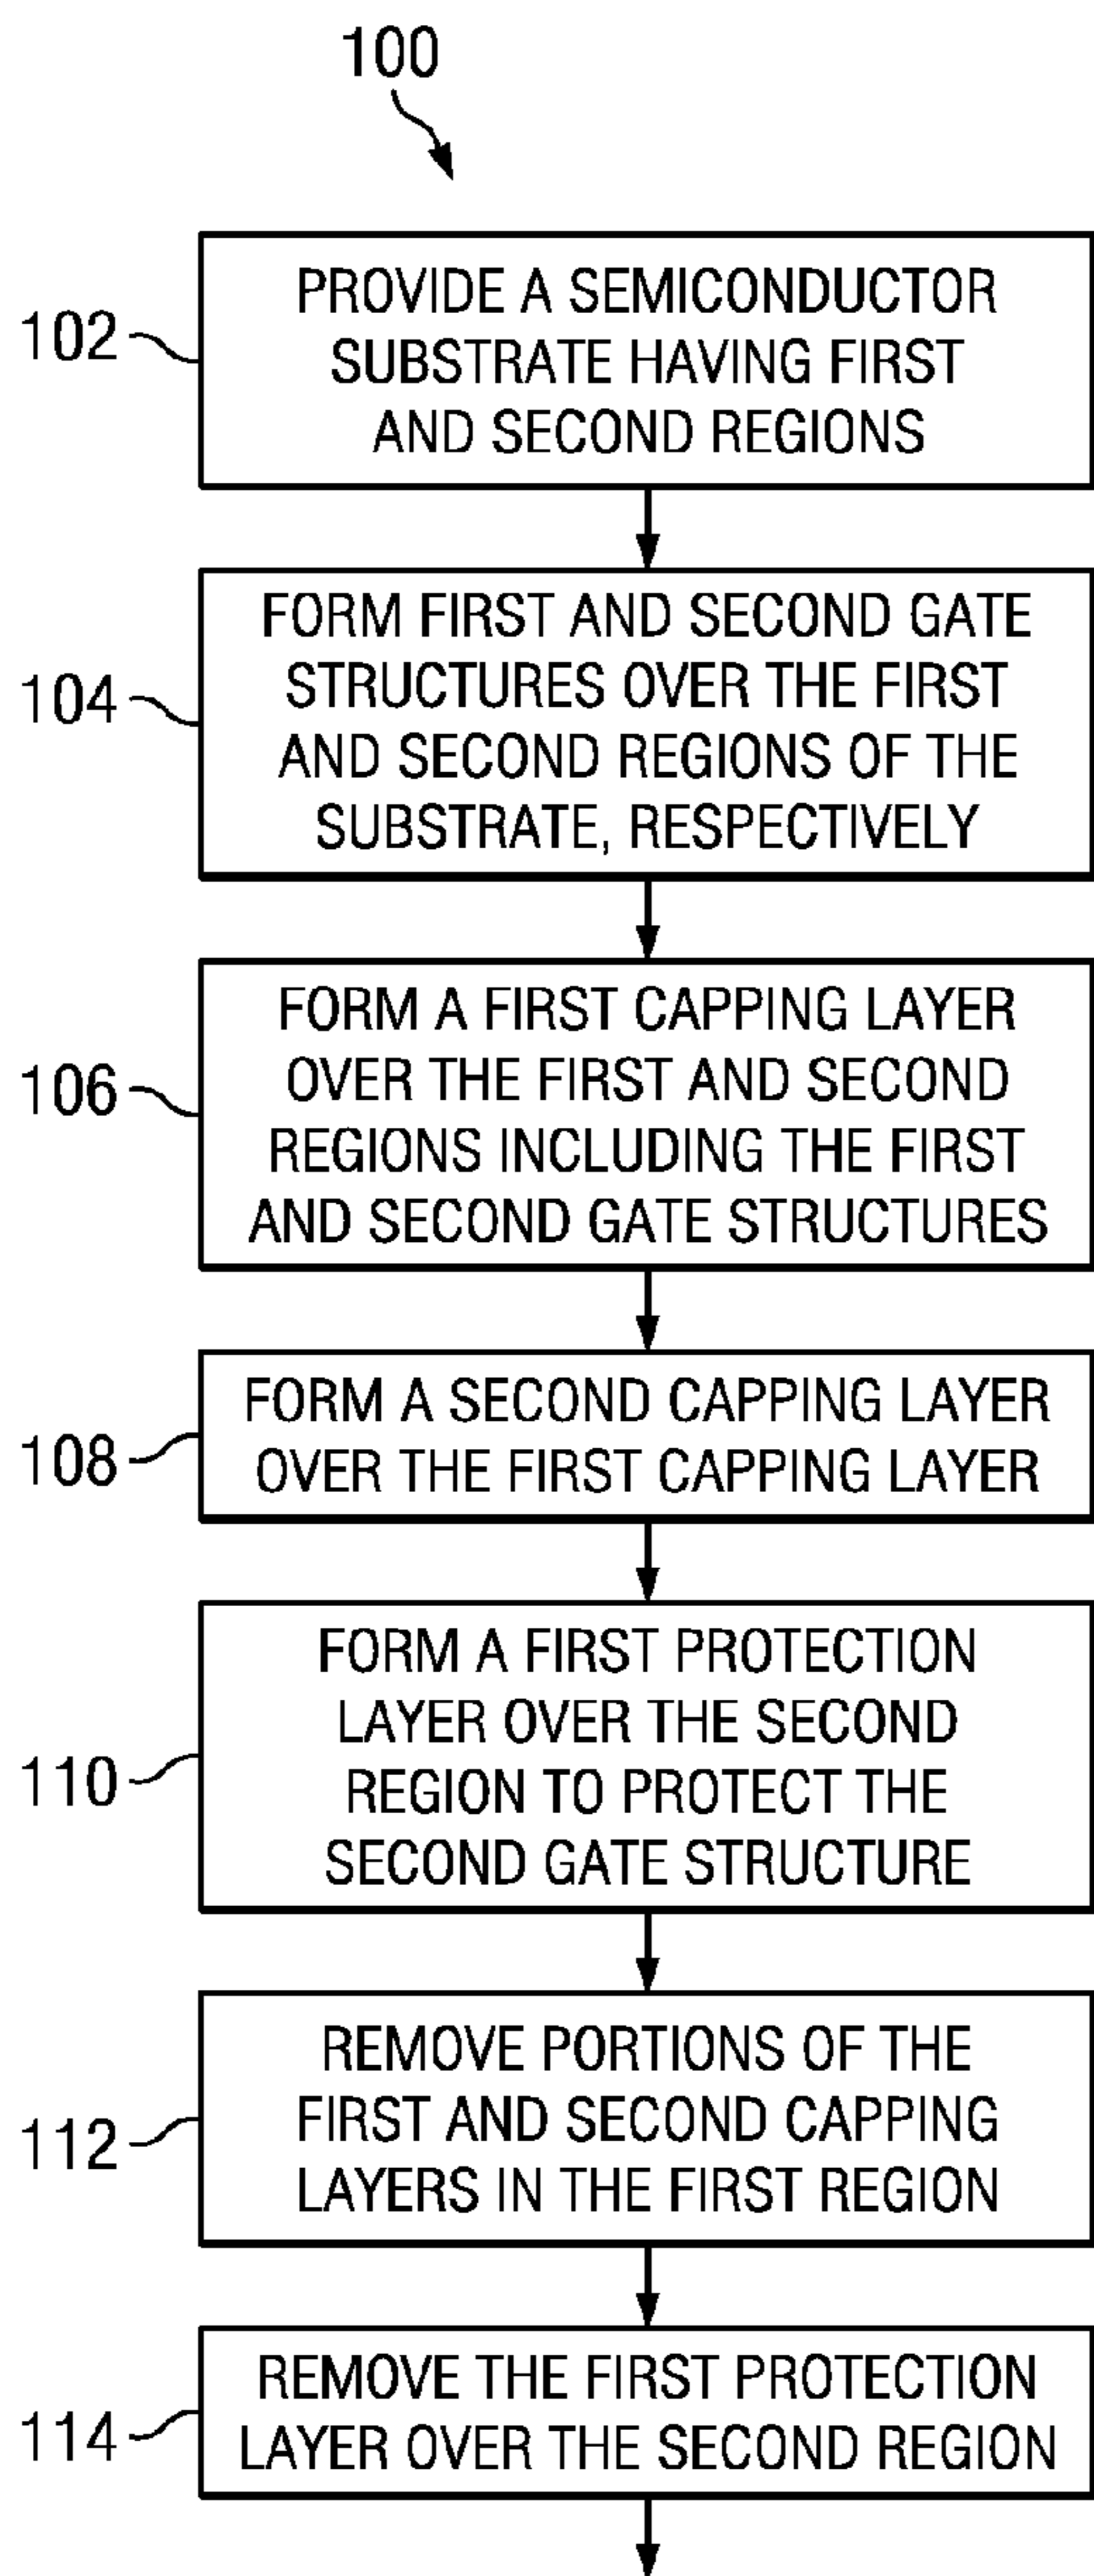 100
102
PROVIDE A SEMICONDUCTOR
SUBSTRATE HAVING FIRST
AND SECOND REGIONS
104
FORM FIRST AND SECOND GATE
STRUCTURES OVER THE FIRST
AND SECOND REGIONS OF THE
SUBSTRATE, RESPECTIVELY
106
FORM A FIRST CAPPING LAYER
OVER THE FIRST AND SECOND
REGIONS INCLUDING THE FIRST
AND SECOND GATE STRUCTURES
108
FORM A SECOND CAPPING LAYER
OVER THE FIRST CAPPING LAYER
110
FORM A FIRST PROTECTION
LAYER OVER THE SECOND
REGION TO PROTECT THE
SECOND GATE STRUCTURE
112
REMOVE PORTIONS OF THE
FIRST AND SECOND CAPPING
LAYERS IN THE FIRST REGION
114
REMOVE THE FIRST PROTECTION
LAYER OVER THE SECOND REGION